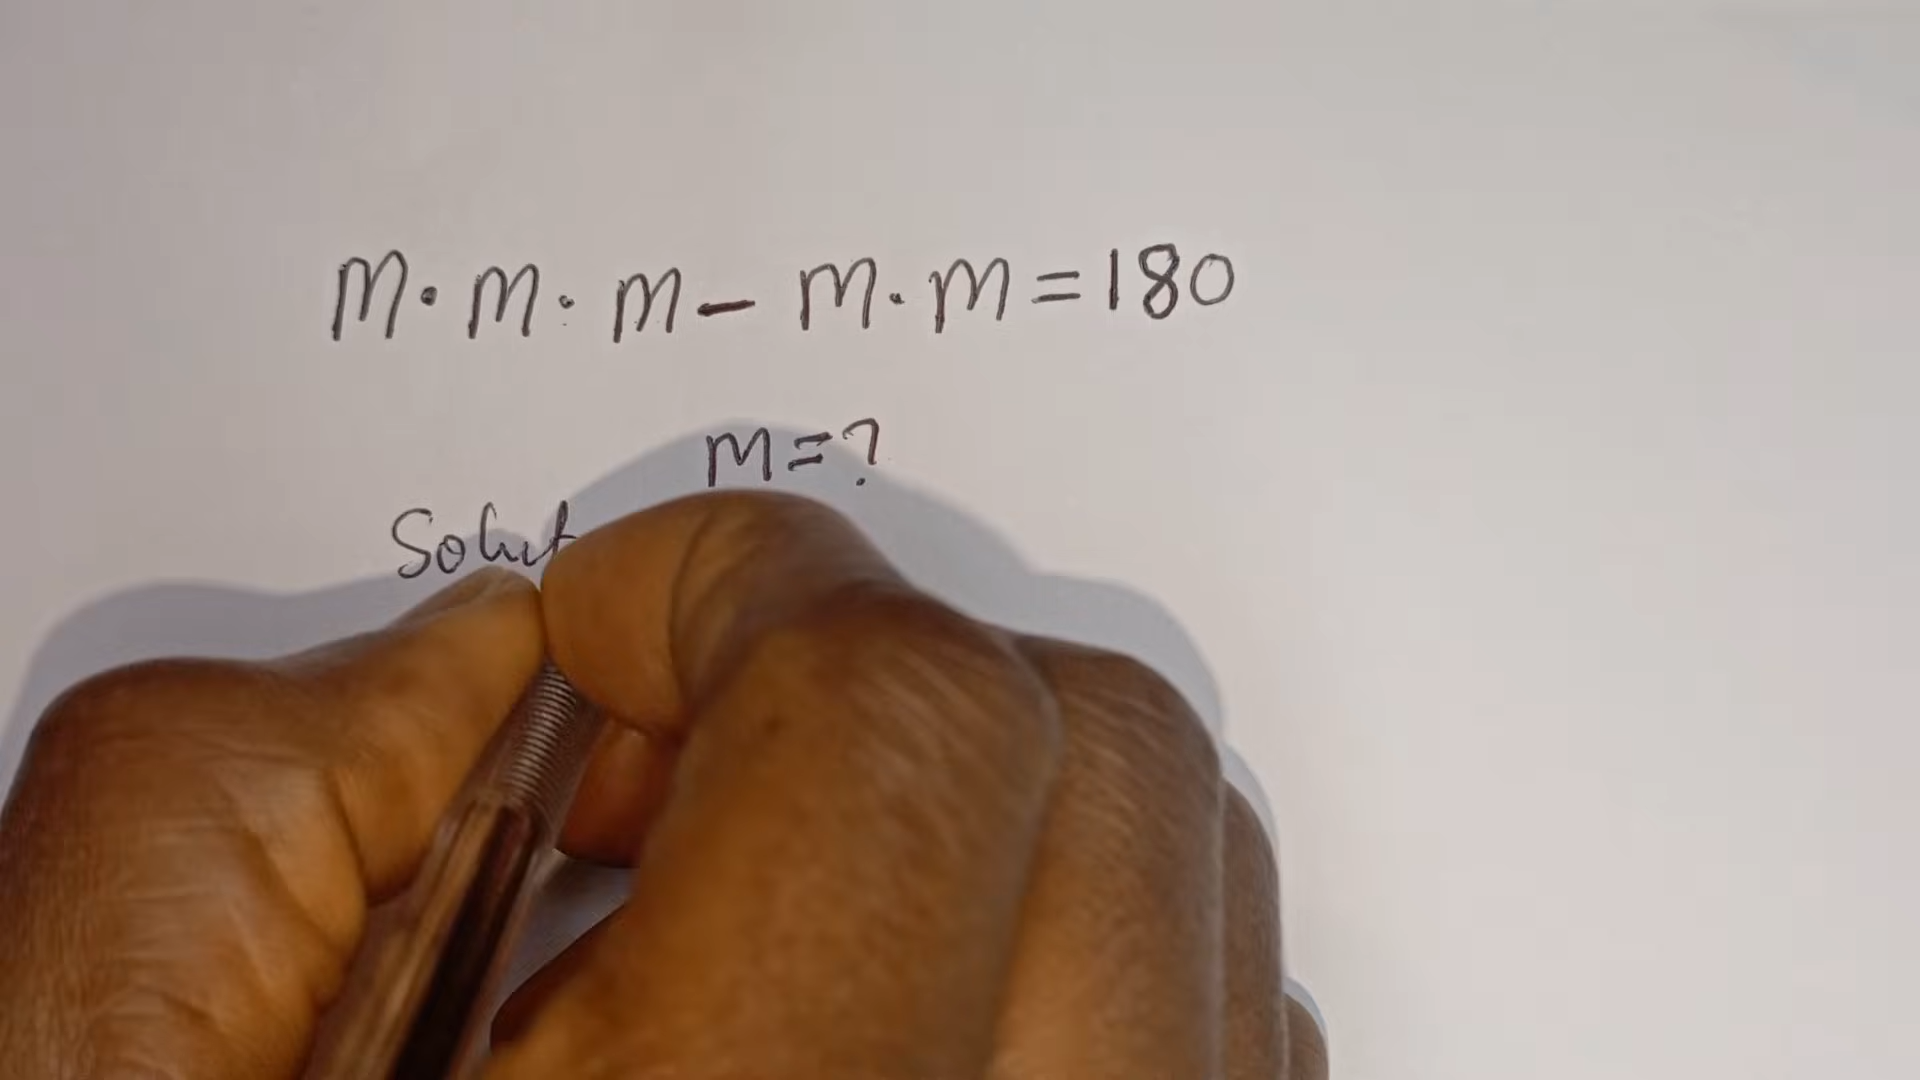 m · m · m - m · m = 180
m = ?
Solut